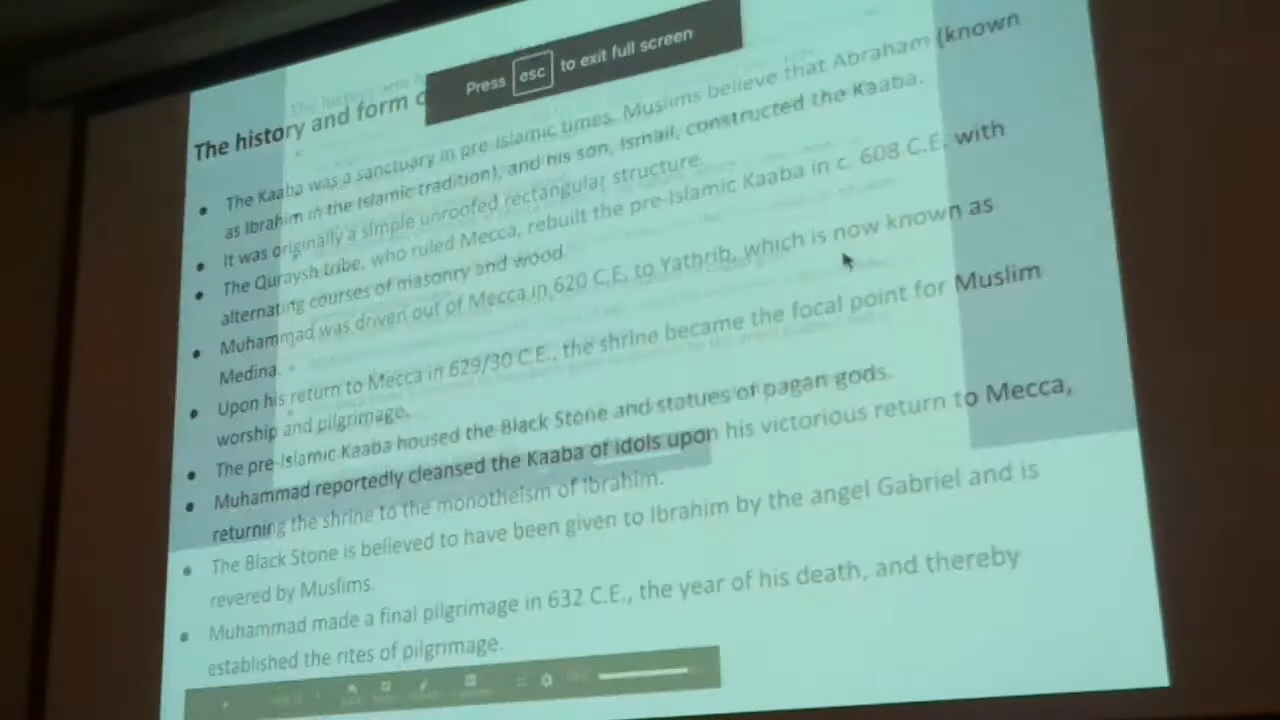 Press esc to exit full screen
The history and form
• The Kaaba was a sanctuary in pre-Islamic times. Muslims believe that Abraham (known
as Ibrahim in the Islamic tradition), and his son, Ismail, constructed the Kaaba.
• It was originally a simple unroofed rectangular structure.
• The Quraysh tribe, who ruled Mecca, rebuilt the pre-Islamic Kaaba in c. 608 C.E. with
alternating courses of masonry and wood.
• Muhammad was driven out of Mecca in 620 C.E. to Yathrib, which is now known as
Medina.
• Upon his return to Mecca in 629/30 C.E., the shrine became the focal point for Muslim
worship and pilgrimage.
• The pre-Islamic Kaaba housed the Black Stone and statues of pagan gods.
• Muhammad reportedly cleansed the Kaaba of idols upon his victorious return to Mecca,
returning the shrine to the monotheism of Ibrahim.
• The Black Stone is believed to have been given to Ibrahim by the angel Gabriel and is
revered by Muslims.
• Muhammad made a final pilgrimage in 632 C.E., the year of his death, and thereby
established the rites of pilgrimage.